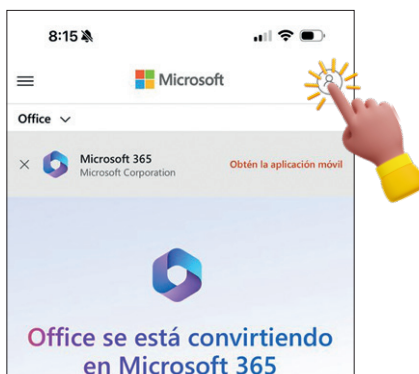 8:15
Microsoft
Office
Microsoft 365
Microsoft Corporation
Obtén la aplicación móvil
Office se está convirtiendo
en Microsoft 365